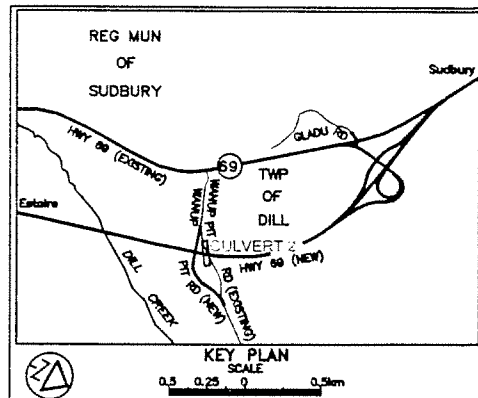 REG MUN
OF
SUDBURY
Sudbury
GLADU RD
HWY 69 (EXISTING)
69
TWP
OF
DILL
Estaire
WANUP
PIT RD (NEW)
WANUP PIT
RD (EXISTING)
CULVERT 2
HWY 69 (NEW)
DILL
CREEK
N
KEY PLAN
SCALE
0.5 0.25 0 0.5km